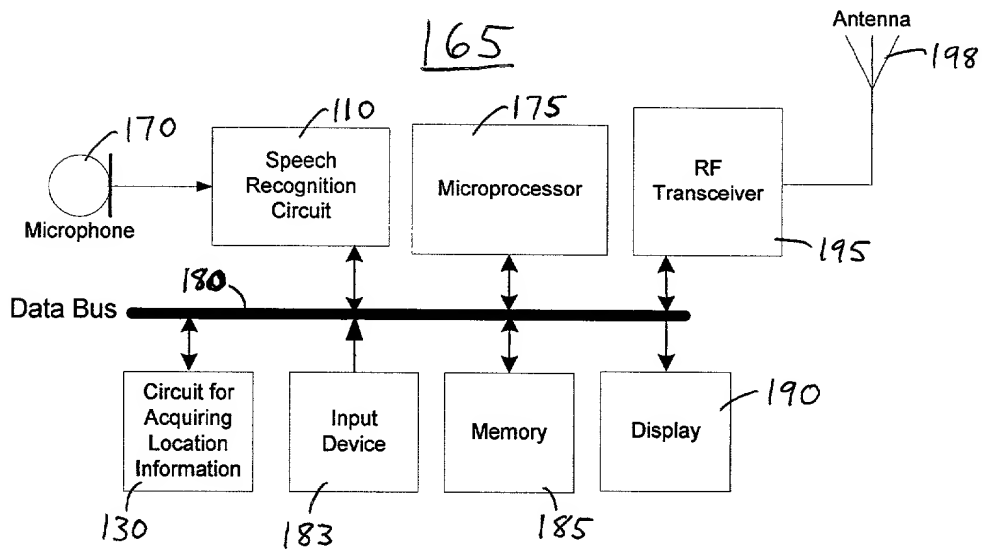 165
Antenna
198
170
110
175
Speech
Recognition
Circuit
Microprocessor
RF
Transceiver
Microphone
195
180
Data Bus
Circuit for
Acquiring
Location
Information
Input
Device
Memory
Display
190
130
183
185